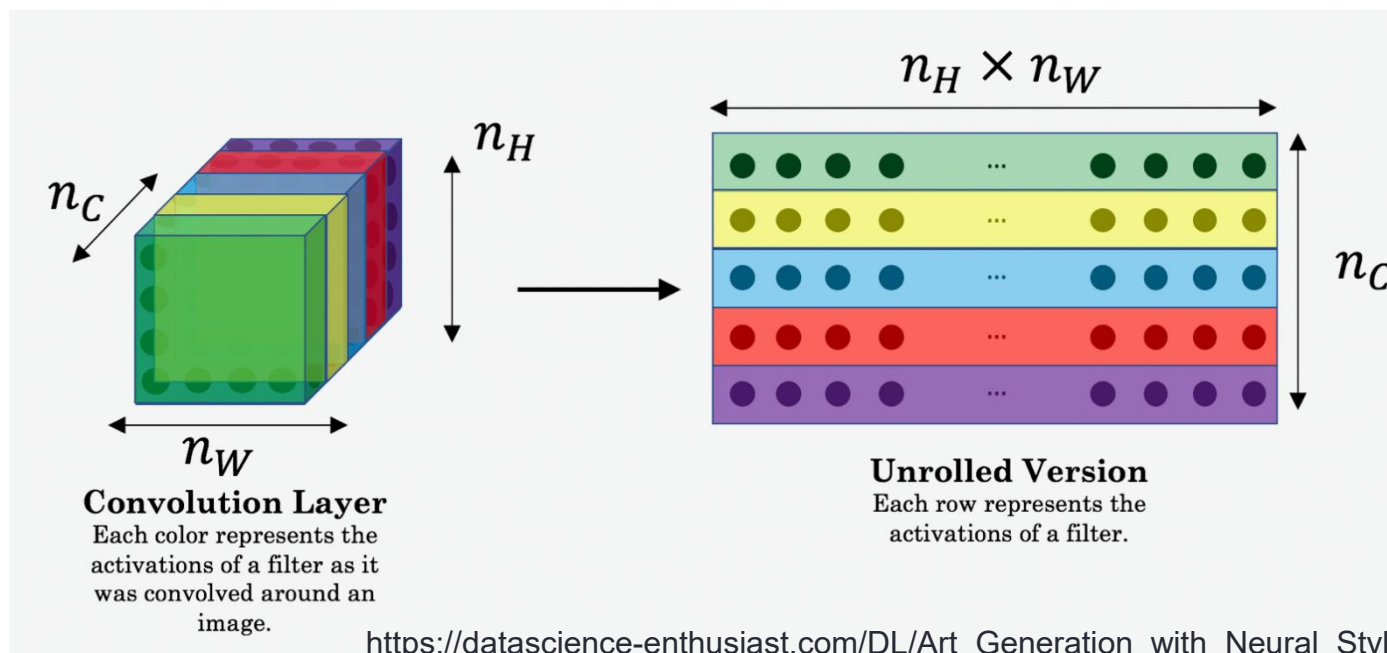 n_H × n_W
n_H
n_C
n_C
n_W
Convolution Layer
Each color represents the
activations of a filter as it
was convolved around an
image.
...
...
...
...
...
Unrolled Version
Each row represents the
activations of a filter.
https://datascience-enthusiast.com/DL/Art_Generation_with_Neural_Styl